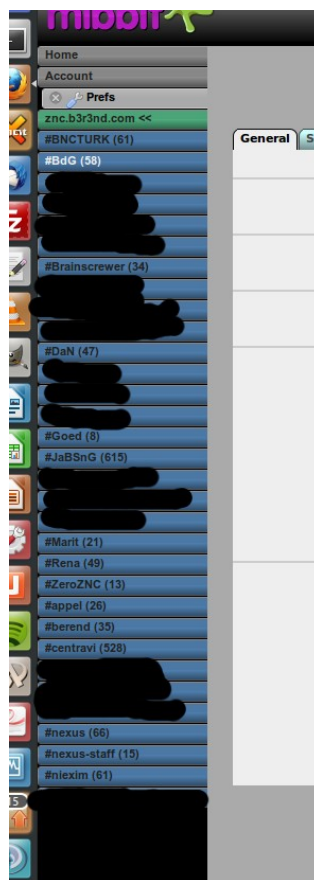 mibbit
Home
Account
Prefs
znc.b3r3nd.com <<
#BNCTURK (61)
General
#BdG (58)
#Brainscrewer (34)
#DaN (47)
#Goed (8)
#JaBSnG (615)
#Marit (21)
#Rena (49)
#ZeroZNC (13)
#appel (26)
#berend (35)
#centravi (528)
#nexus (66)
#nexus-staff (15)
#niexim (61)